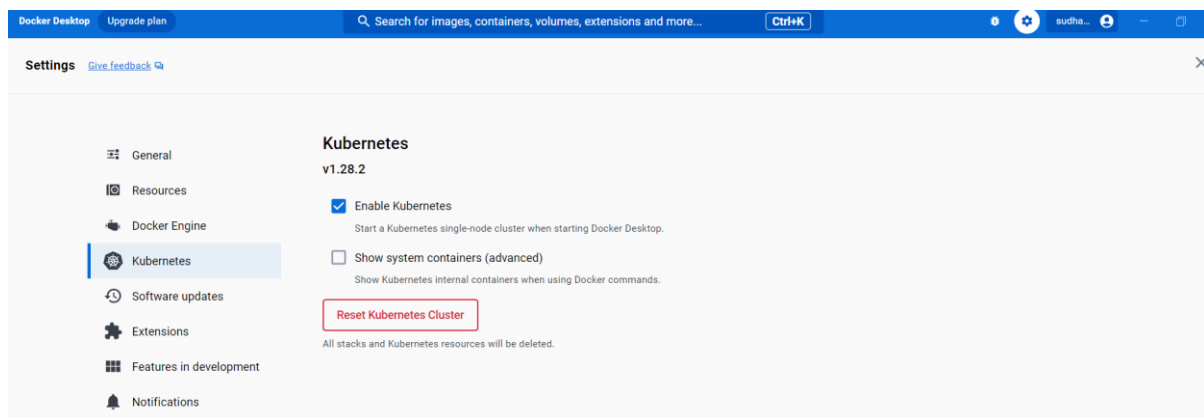 Docker Desktop Upgrade plan Search for images, containers, volumes, extensions and more... Ctrl+K sudha...
Settings Give feedback
General
Resources
Docker Engine
Kubernetes
Software updates
Extensions
Features in development
Notifications
Kubernetes
v1.28.2
Enable Kubernetes
Start a Kubernetes single-node cluster when starting Docker Desktop.
Show system containers (advanced)
Show Kubernetes internal containers when using Docker commands.
Reset Kubernetes Cluster
All stacks and Kubernetes resources will be deleted.